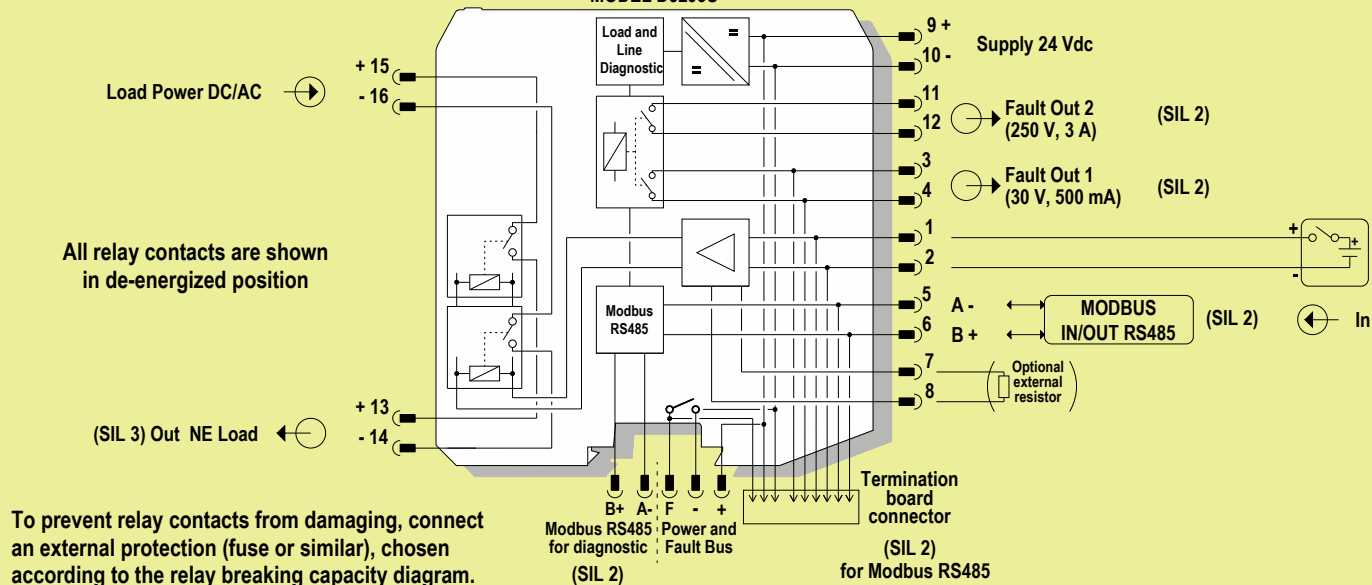 Load and
Line
Diagnostic
9 +
10 -
Supply 24 Vdc
11
12
Fault Out 2
(250 V, 3 A)
(SIL 2)
3
4
Fault Out 1
(30 V, 500 mA)
(SIL 2)
1
2
+
-
+
5
6
A -
B +
MODBUS
IN/OUT RS485
(SIL 2)
In
7
8
Optional
external
resistor
+ 15
- 16
Load Power DC/AC
All relay contacts are shown
in de-energized position
Modbus
RS485
+ 13
- 14
(SIL 3) Out NE Load
B+ A- F - +
Modbus RS485
for diagnostic
(SIL 2)
Power and
Fault Bus
Termination
board
connector
(SIL 2)
for Modbus RS485
To prevent relay contacts from damaging, connect
an external protection (fuse or similar), chosen
according to the relay breaking capacity diagram.